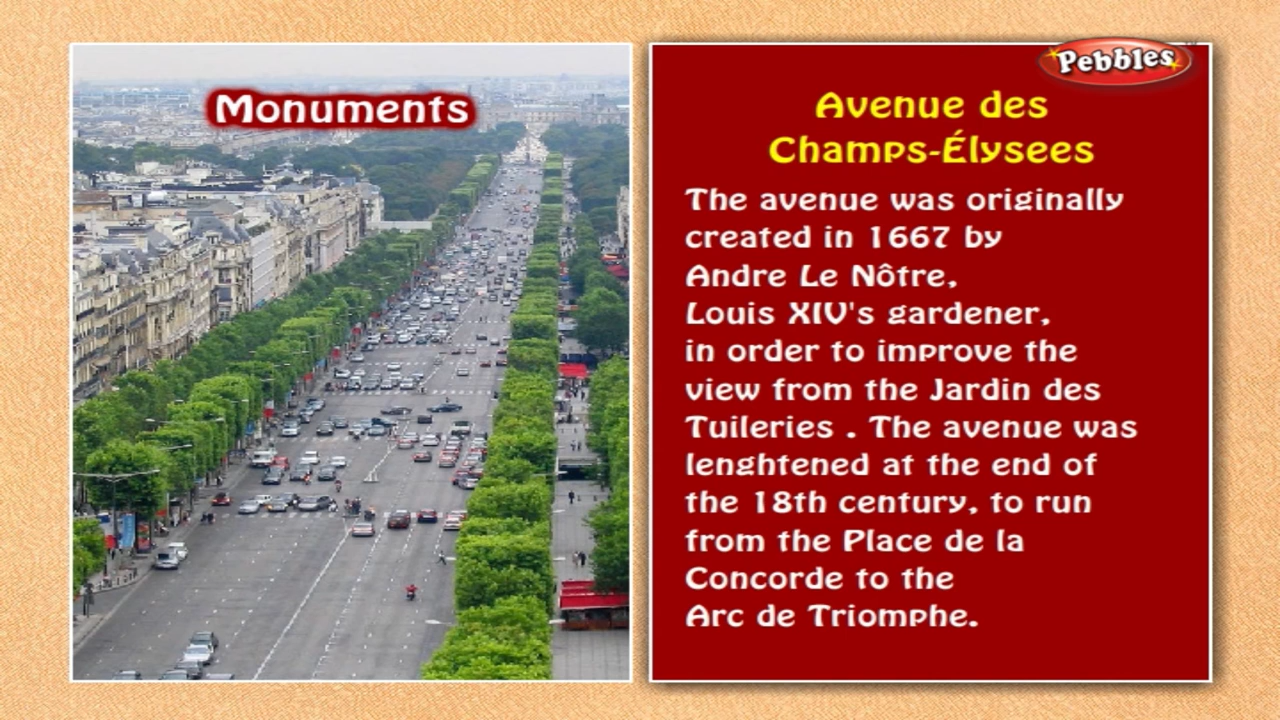 Monuments
Pebbles
Avenue des
Champs-Élysees
The avenue was originally
created in 1667 by
Andre Le Nôtre,
Louis XIV's gardener,
in order to improve the
view from the Jardin des
Tuileries . The avenue was
lenghtened at the end of
the 18th century, to run
from the Place de la
Concorde to the
Arc de Triomphe.